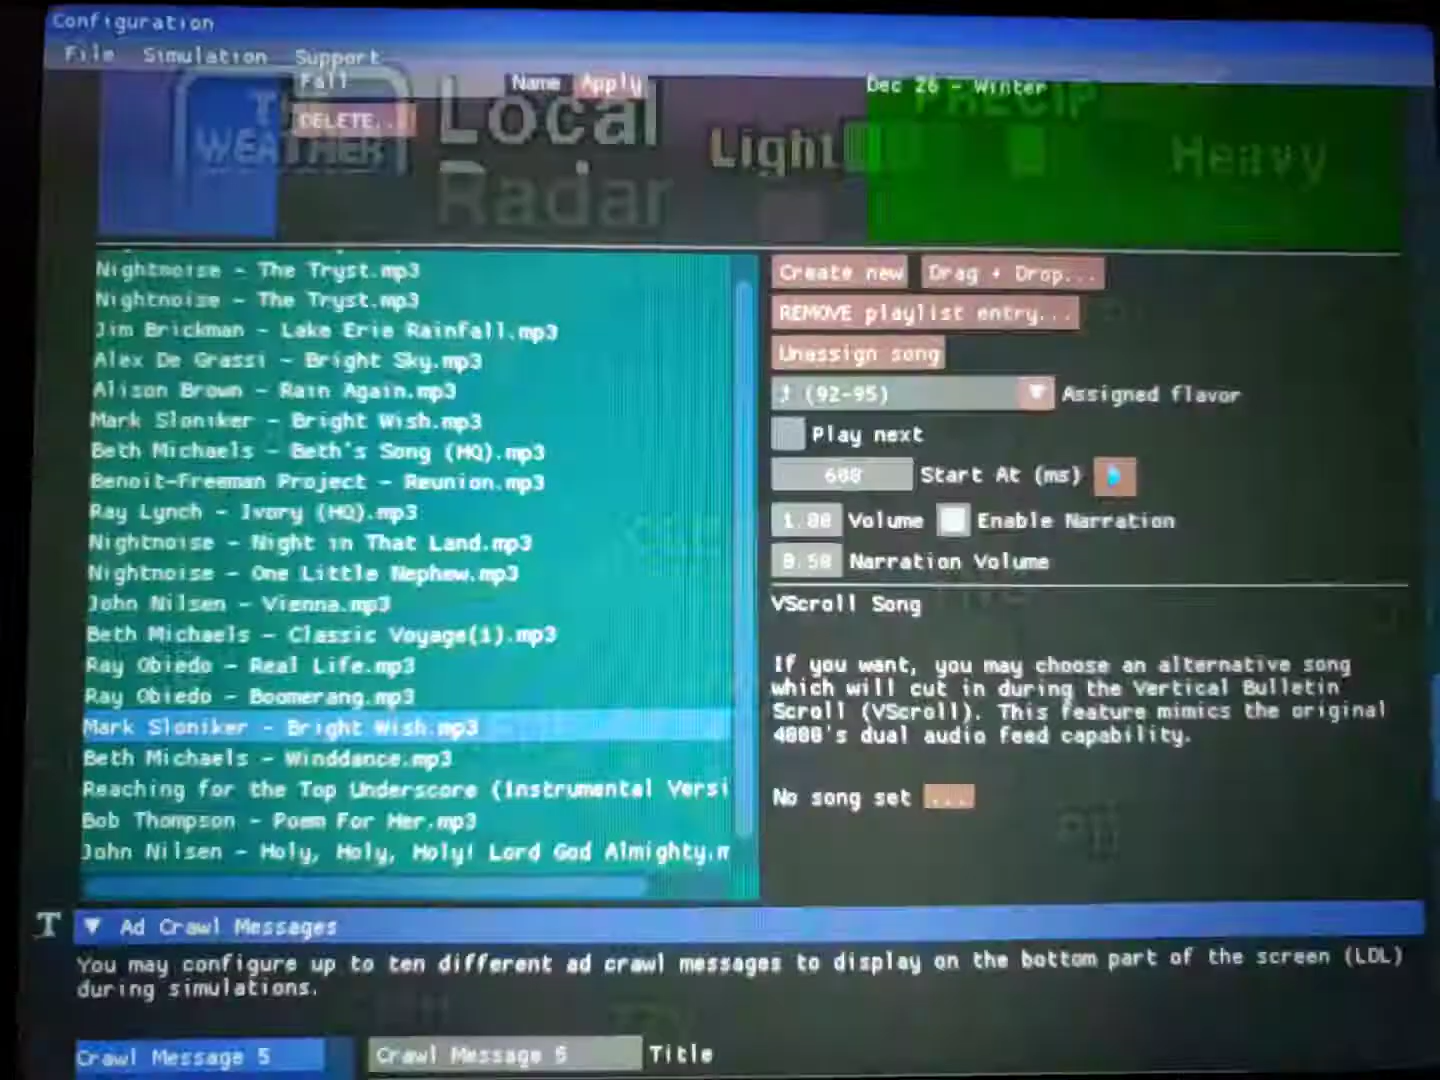 Configuration
File Simulation Support
Fall Name Apply Dec 26 - Winter
DELETE..
WEATHER Local Radar
PRECIP
Light Heavy
Nightnoise - The Tryst.mp3
Nightnoise - The Tryst.mp3
Jim Brickman - Lake Erie Rainfall.mp3
Alex De Grassi - Bright Sky.mp3
Alison Brown - Rain Again.mp3
Mark Sloniker - Bright Wish.mp3
Beth Michaels - Beth's Song (HQ).mp3
Benoit-Freeman Project - Reunion.mp3
Ray Lynch - Ivory (HQ).mp3
Nightnoise - Night in That Land.mp3
Nightnoise - One Little Nephew.mp3
John Nilsen - Vienna.mp3
Beth Michaels - Classic Voyage(1).mp3
Ray Obiedo - Real Life.mp3
Ray Obiedo - Boomerang.mp3
Mark Sloniker - Bright Wish.mp3
Beth Michaels - Winddance.mp3
Reaching for the Top Underscore (Instrumental Versi
Bob Thompson - Poem For Her.mp3
John Nilsen - Holy, Holy, Holy! Lord God Almighty.m
Create new Drag + Drop...
REMOVE playlist entry...
Unassign song
J (92-95) Assigned flavor
Play next
600 Start At (ms)
1.00 Volume Enable Narration
0.50 Narration Volume
VScroll Song
If you want, you may choose an alternative song
which will cut in during the Vertical Bulletin
Scroll (VScroll). This feature mimics the original
4000's dual audio feed capability.
No song set ...
T
Ad Crawl Messages
You may configure up to ten different ad crawl messages to display on the bottom part of the screen (LDL)
during simulations.
Crawl Message 5 Crawl Message 5 Title